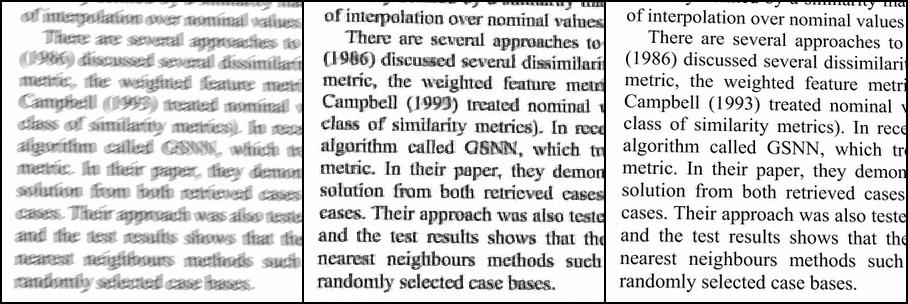 of interpolation over nominal values
There are several approaches to
(1986) discussed several dissimilari
metric, the weighted feature metr
Campbell (1993) treated nominal
class of similarity metrics). In rece
algorithm called GSNN, which tr
metric. In their paper, they demon
solution from both retrieved cases
cases. Their approach was also teste
and the test results shows that the
nearest neighbours methods such
randomly selected case bases.
of interpolation over nominal values
There are several approaches to
(1986) discussed several dissimilari
metric, the weighted feature metri
Campbell (1993) treated nominal v
class of similarity metrics). In rece
algorithm called GSNN, which tr
metric. In their paper, they demon
solution from both retrieved cases
cases. Their approach was also teste
and the test results shows that the
nearest neighbours methods such
randomly selected case bases.
of interpolation over nominal values
There are several approaches to
(1986) discussed several dissimilari
metric, the weighted feature metri
Campbell (1993) treated nominal v
class of similarity metrics). In rece
algorithm called GSNN, which tr
metric. In their paper, they demon
solution from both retrieved cases
cases. Their approach was also teste
and the test results shows that the
nearest neighbours methods such
randomly selected case bases.